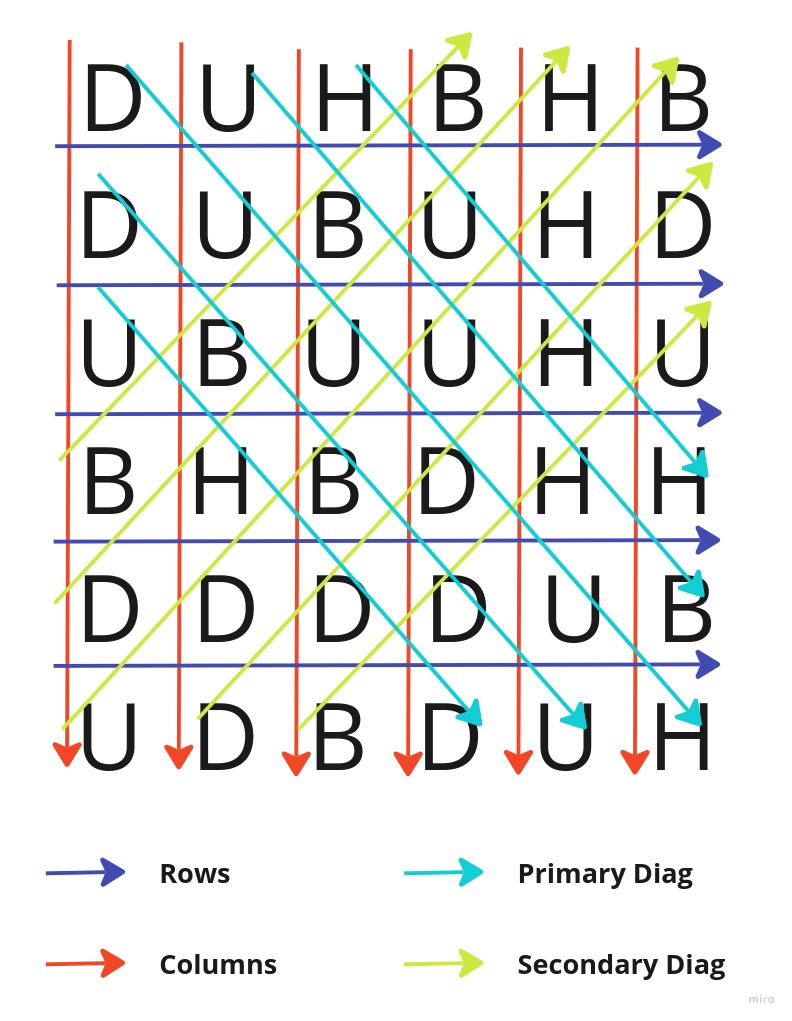 D U H B H B
D U B U H D
U B U U H U
B H B D H H
D D D D U B
U D B D U H
Rows Primary Diag
Columns Secondary Diag
miro